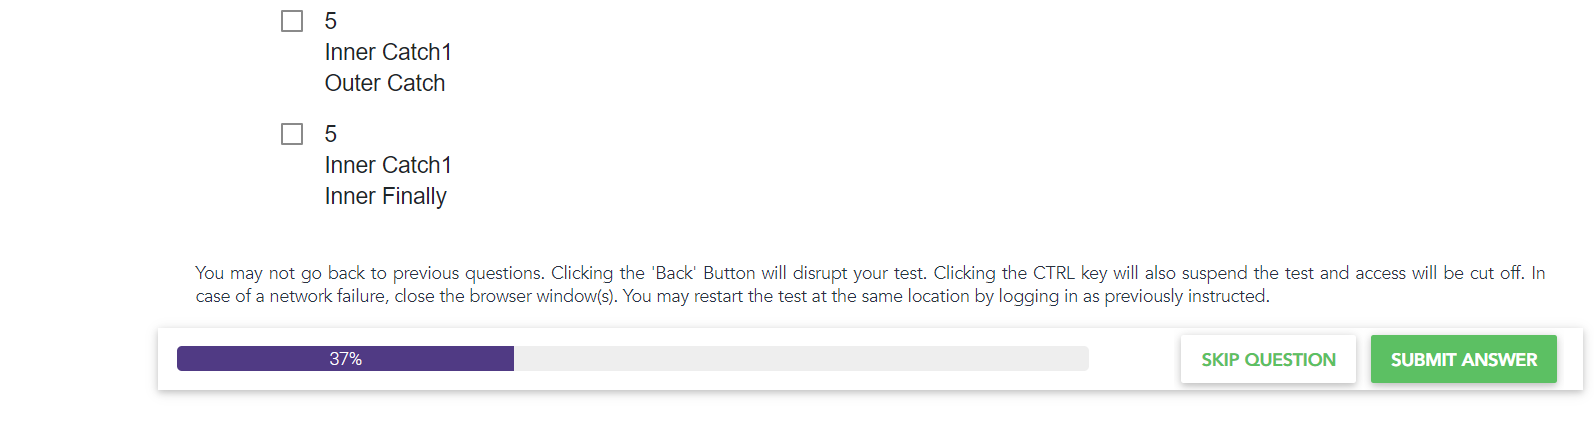 5
Inner Catch1
Outer Catch
5
Inner Catch1
Inner Finally
You may not go back to previous questions. Clicking the 'Back' Button will disrupt your test. Clicking the CTRL key will also suspend the test and access will be cut off. In
case of a network failure, close the browser window(s). You may restart the test at the same location by logging in as previously instructed.
37%
SKIP QUESTION
SUBMIT ANSWER